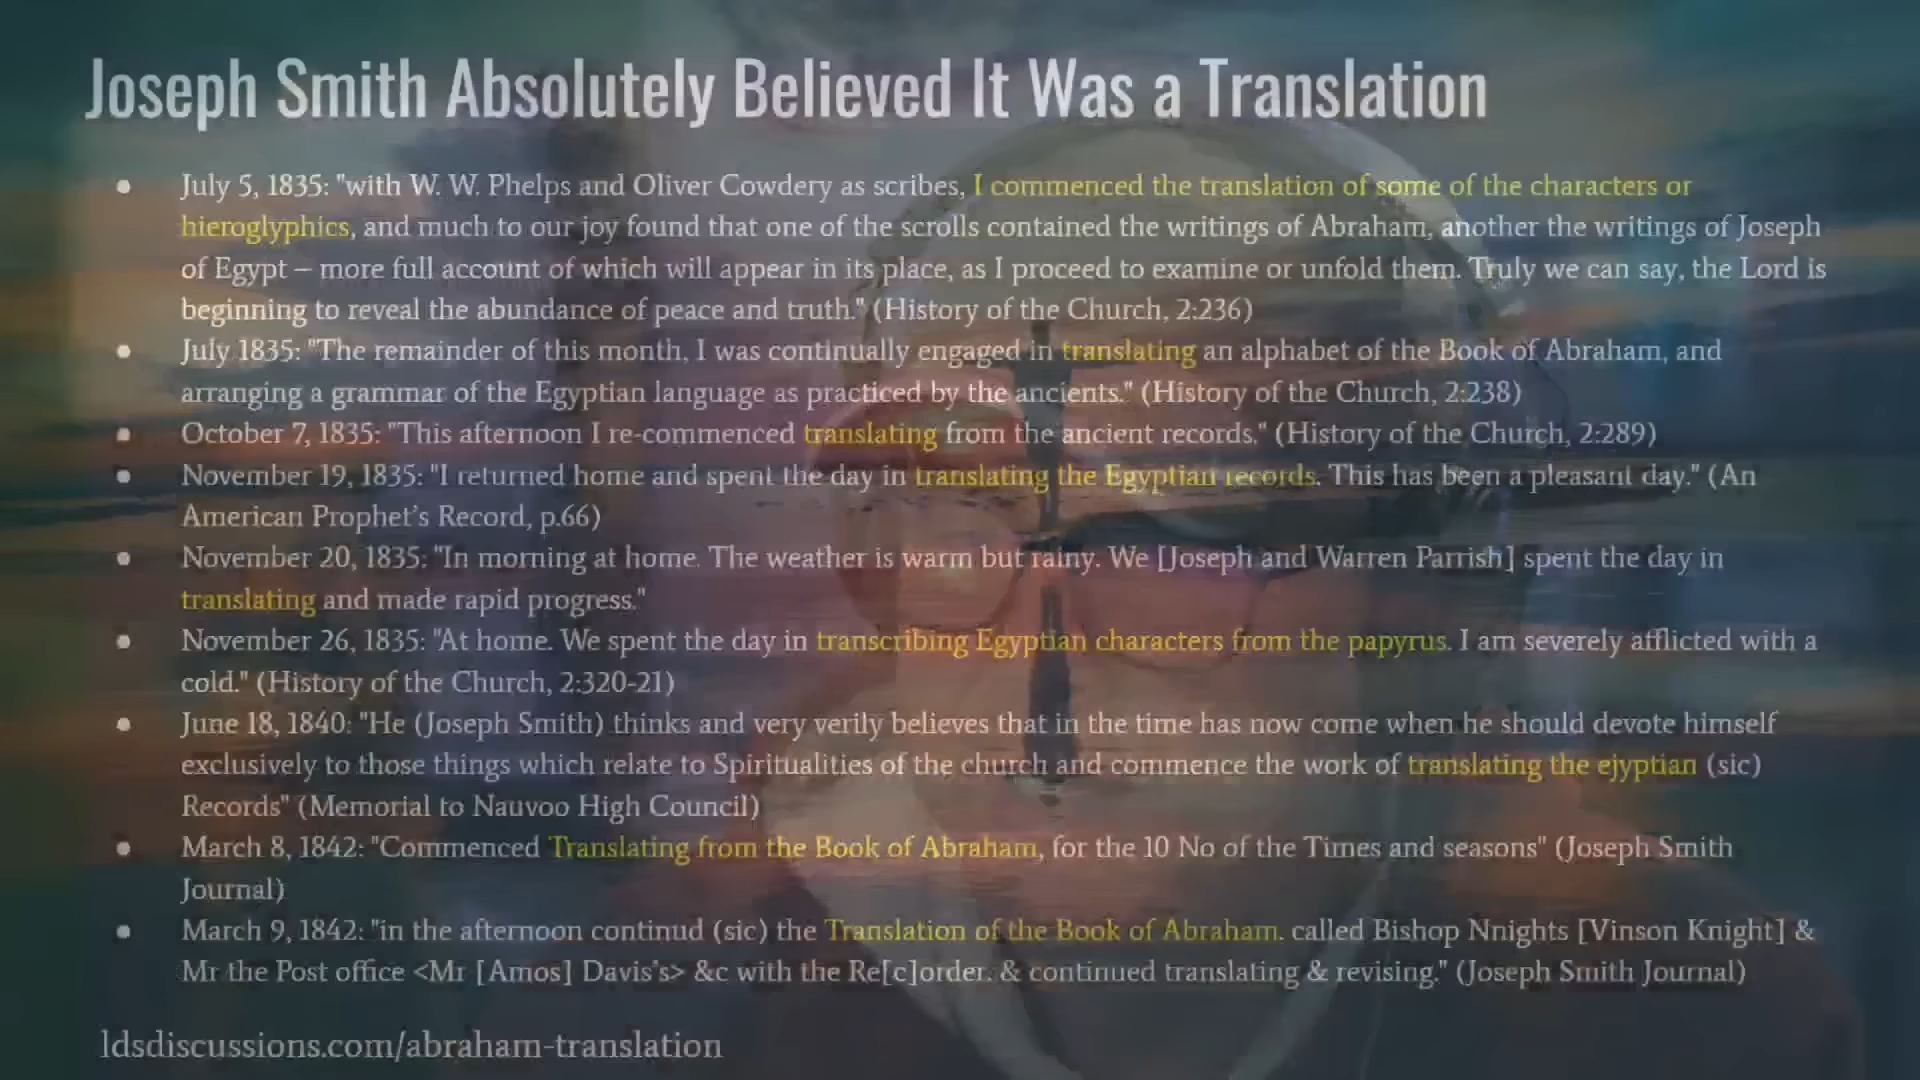 Joseph Smith Absolutely Believed It Was a Translation
● July 5, 1835: "with W. W. Phelps and Oliver Cowdery as scribes, I commenced the translation of some of the characters or
hieroglyphics, and much to our joy found that one of the scrolls contained the writings of Abraham, another the writings of Joseph
of Egypt – more full account of which will appear in its place, as I proceed to examine or unfold them. Truly we can say, the Lord is
beginning to reveal the abundance of peace and truth." (History of the Church, 2:236)
● July 1835: "The remainder of this month, I was continually engaged in translating an alphabet of the Book of Abraham, and
arranging a grammar of the Egyptian language as practiced by the ancients." (History of the Church, 2:238)
● October 7, 1835: "This afternoon I re-commenced translating from the ancient records." (History of the Church, 2:289)
● November 19, 1835: "I returned home and spent the day in translating the Egyptian records. This has been a pleasant day." (An
American Prophet's Record, p.66)
● November 20, 1835: "In morning at home. The weather is warm but rainy. We [Joseph and Warren Parrish] spent the day in
translating and made rapid progress."
● November 26, 1835: "At home. We spent the day in transcribing Egyptian characters from the papyrus. I am severely afflicted with a
cold." (History of the Church, 2:320-21)
● June 18, 1840: "He (Joseph Smith) thinks and very verily believes that in the time has now come when he should devote himself
exclusively to those things which relate to Spiritualities of the church and commence the work of translating the ejyptian (sic)
Records" (Memorial to Nauvoo High Council)
● March 8, 1842: "Commenced Translating from the Book of Abraham, for the 10 No of the Times and seasons" (Joseph Smith
Journal)
● March 9, 1842: "in the afternoon continud (sic) the Translation of the Book of Abraham. called Bishop Nnights [Vinson Knight] &
Mr the Post office <Mr [Amos] Davis's> &c with the Re[c]order. & continued translating & revising." (Joseph Smith Journal)
ldsdiscussions.com/abraham-translation